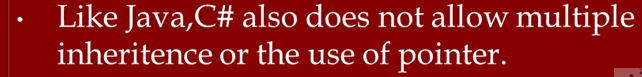 • Like Java,C# also does not allow multiple
inheritence or the use of pointer.